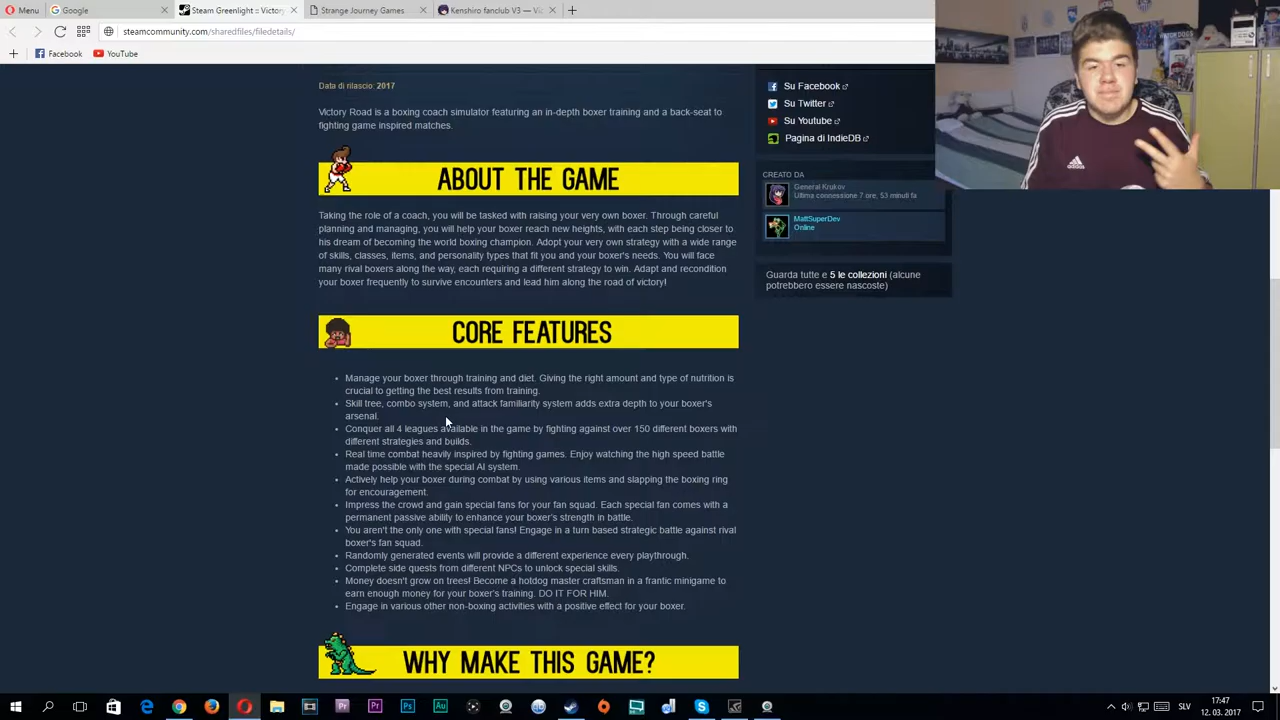 Menu
Google
Steam Greenlight :: Victory
Strange Journey Games
Kenshiro fanclub V3 — Vic
steamcommunity.com/sharedfiles/filedetails/
Facebook
YouTube
Data di rilascio: 2017
Victory Road is a boxing coach simulator featuring an in-depth boxer training and a back-seat to
fighting game inspired matches.
ABOUT THE GAME
Taking the role of a coach, you will be tasked with raising your very own boxer. Through careful
planning and managing, you will help your boxer reach new heights, with each step being closer to
his dream of becoming the world boxing champion. Adopt your very own strategy with a wide range
of skills, classes, items, and personality types that fit you and your boxer's needs. You will face
many rival boxers along the way, each requiring a different strategy to win. Adapt and recondition
your boxer frequently to survive encounters and lead him along the road of victory!
CORE FEATURES
Manage your boxer through training and diet. Giving the right amount and type of nutrition is
crucial to getting the best results from training.
Skill tree, combo system, and attack familiarity system adds extra depth to your boxer's
arsenal.
Conquer all 4 leagues available in the game by fighting against over 150 different boxers with
different strategies and builds.
Real time combat heavily inspired by fighting games. Enjoy watching the high speed battle
made possible with the special AI system.
Actively help your boxer during combat by using various items and slapping the boxing ring
for encouragement.
Impress the crowd and gain special fans for your fan squad. Each special fan comes with a
permanent passive ability to enhance your boxer's strength in battle.
You aren't the only one with special fans! Engage in a turn based strategic battle against rival
boxer's fan squad.
Randomly generated events will provide a different experience every playthrough.
Complete side quests from different NPCs to unlock special skills.
Money doesn't grow on trees! Become a hotdog master craftsman in a frantic minigame to
earn enough money for your boxer's training. DO IT FOR HIM.
Engage in various other non-boxing activities with a positive effect for your boxer.
WHY MAKE THIS GAME?
Su Facebook
Su Twitter
Su Youtube
Pagina di IndieDB
CREATO DA
General Krukov
Ultima connessione 7 ore, 53 minuti fa
MattSuperDev
Online
Guarda tutte e 5 le collezioni (alcune
potrebbero essere nascoste)
adidas
Pr
Pr
Ps
Au
SLV
17:47
12. 03. 2017